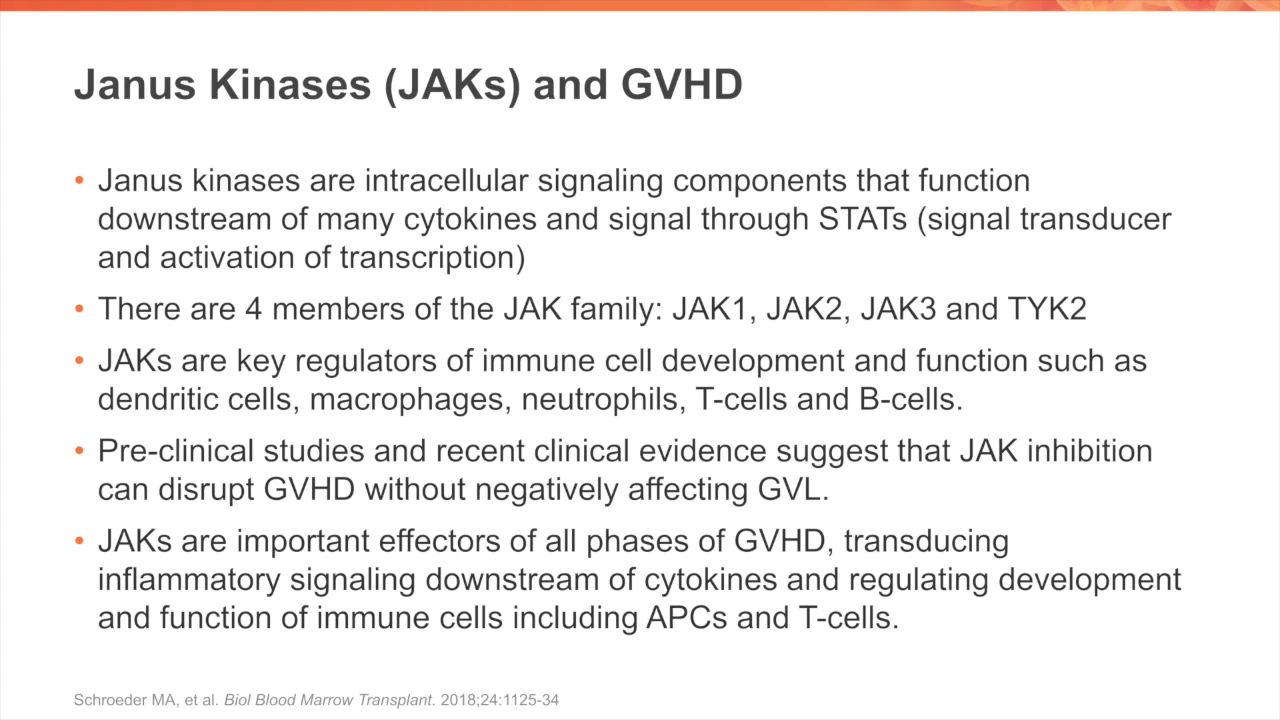 Janus Kinases (JAKs) and GVHD
• Janus kinases are intracellular signaling components that function
downstream of many cytokines and signal through STATs (signal transducer
and activation of transcription)
• There are 4 members of the JAK family: JAK1, JAK2, JAK3 and TYK2
• JAKs are key regulators of immune cell development and function such as
dendritic cells, macrophages, neutrophils, T-cells and B-cells.
• Pre-clinical studies and recent clinical evidence suggest that JAK inhibition
can disrupt GVHD without negatively affecting GVL.
• JAKs are important effectors of all phases of GVHD, transducing
inflammatory signaling downstream of cytokines and regulating development
and function of immune cells including APCs and T-cells.
Schroeder MA, et al. Biol Blood Marrow Transplant. 2018;24:1125-34